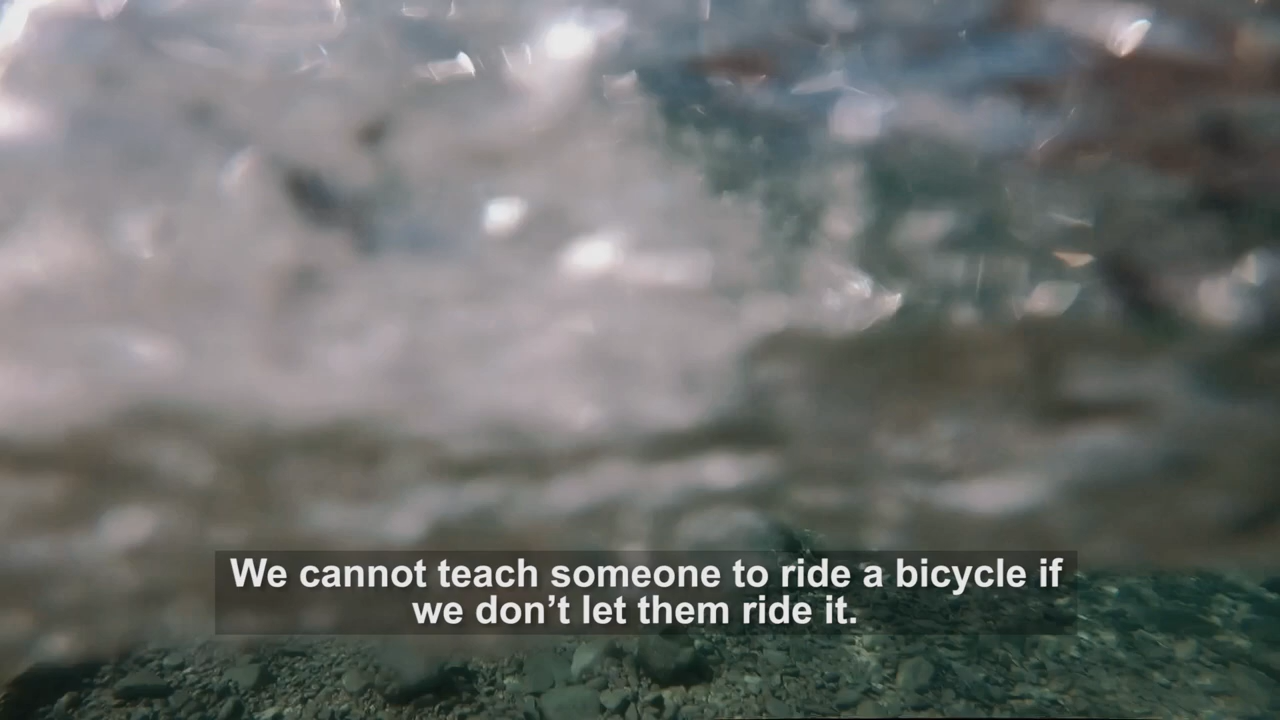 We cannot teach someone to ride a bicycle if
we don’t let them ride it.